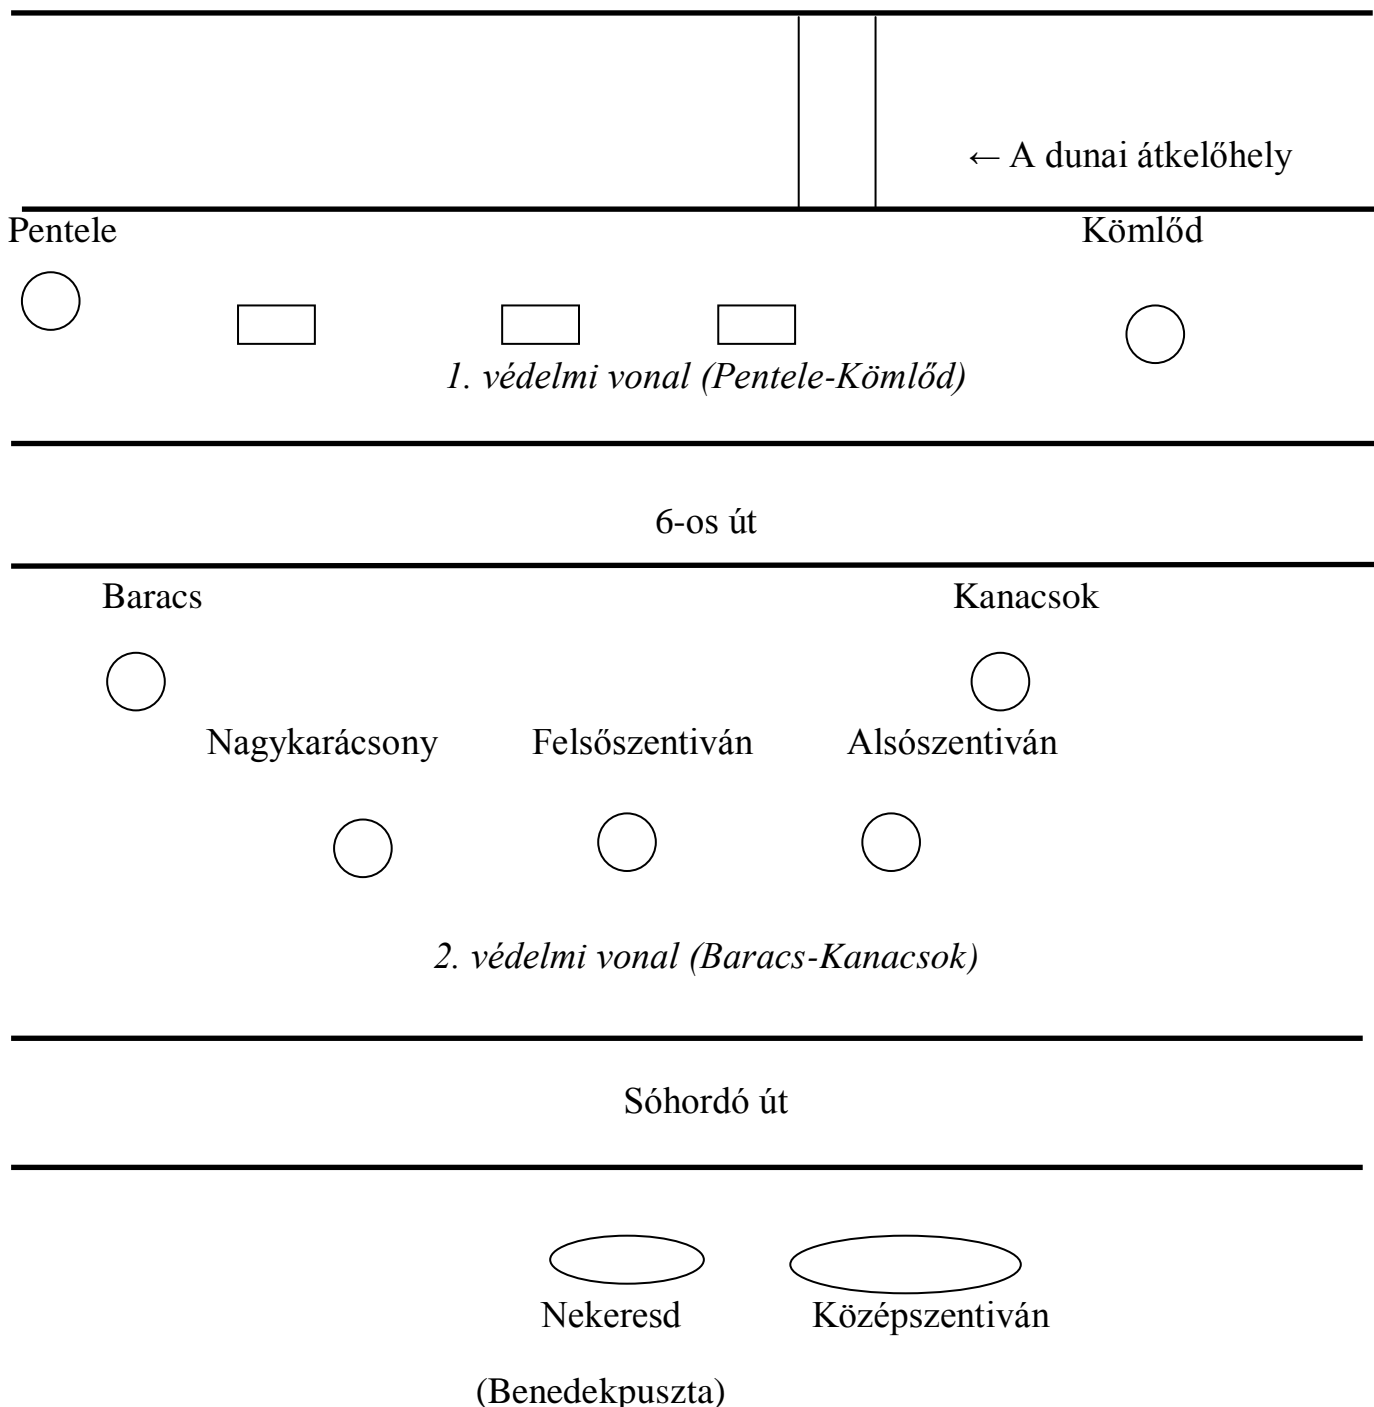 ← A dunai átkelőhely
Pentele Kömlőd
1. védelmi vonal (Pentele-Kömlőd)
6-os út
Baracs Kanacsok
Nagykarácsony Felsőszentiván Alsószentiván
2. védelmi vonal (Baracs-Kanacsok)
Sóhordó út
Nekeresd Középszentiván
(Benedekpuszta)